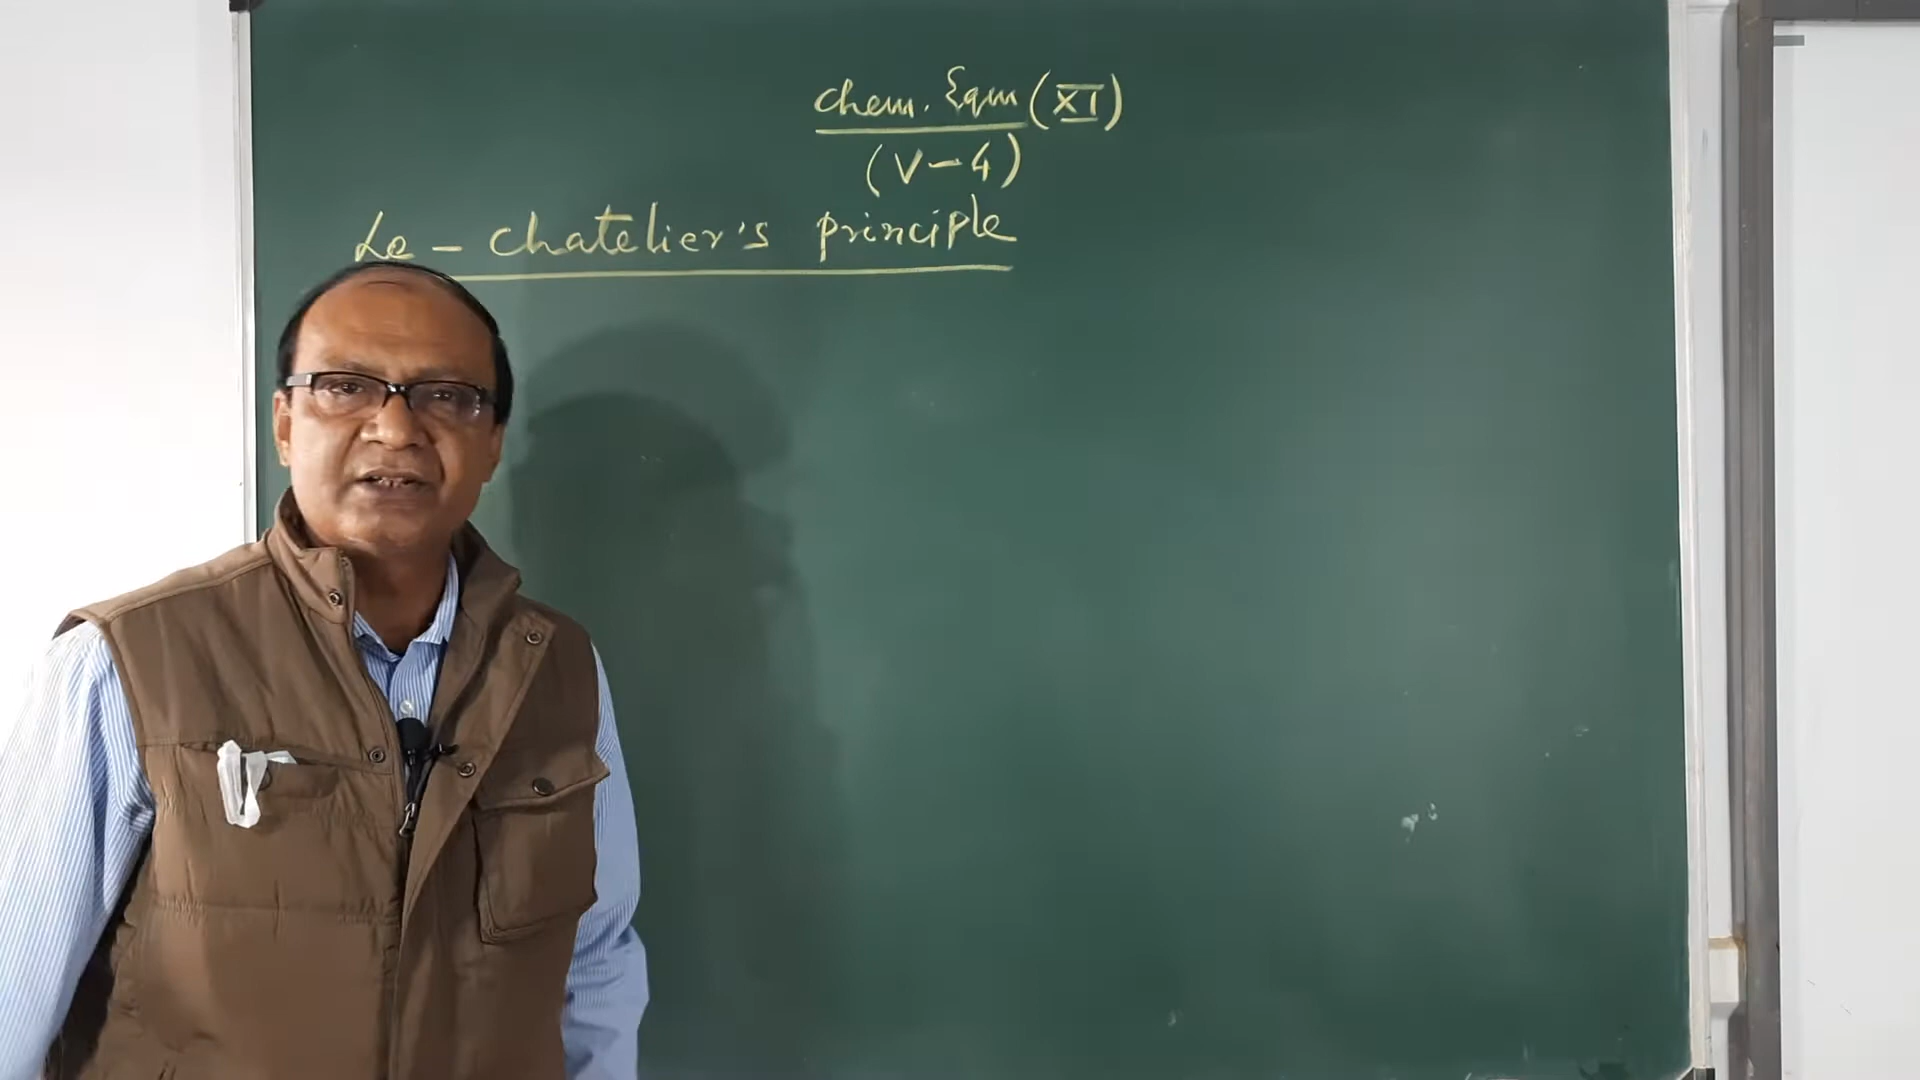 Chem. Eqm (XI)
(V-4)
Le - Chatelier's principle